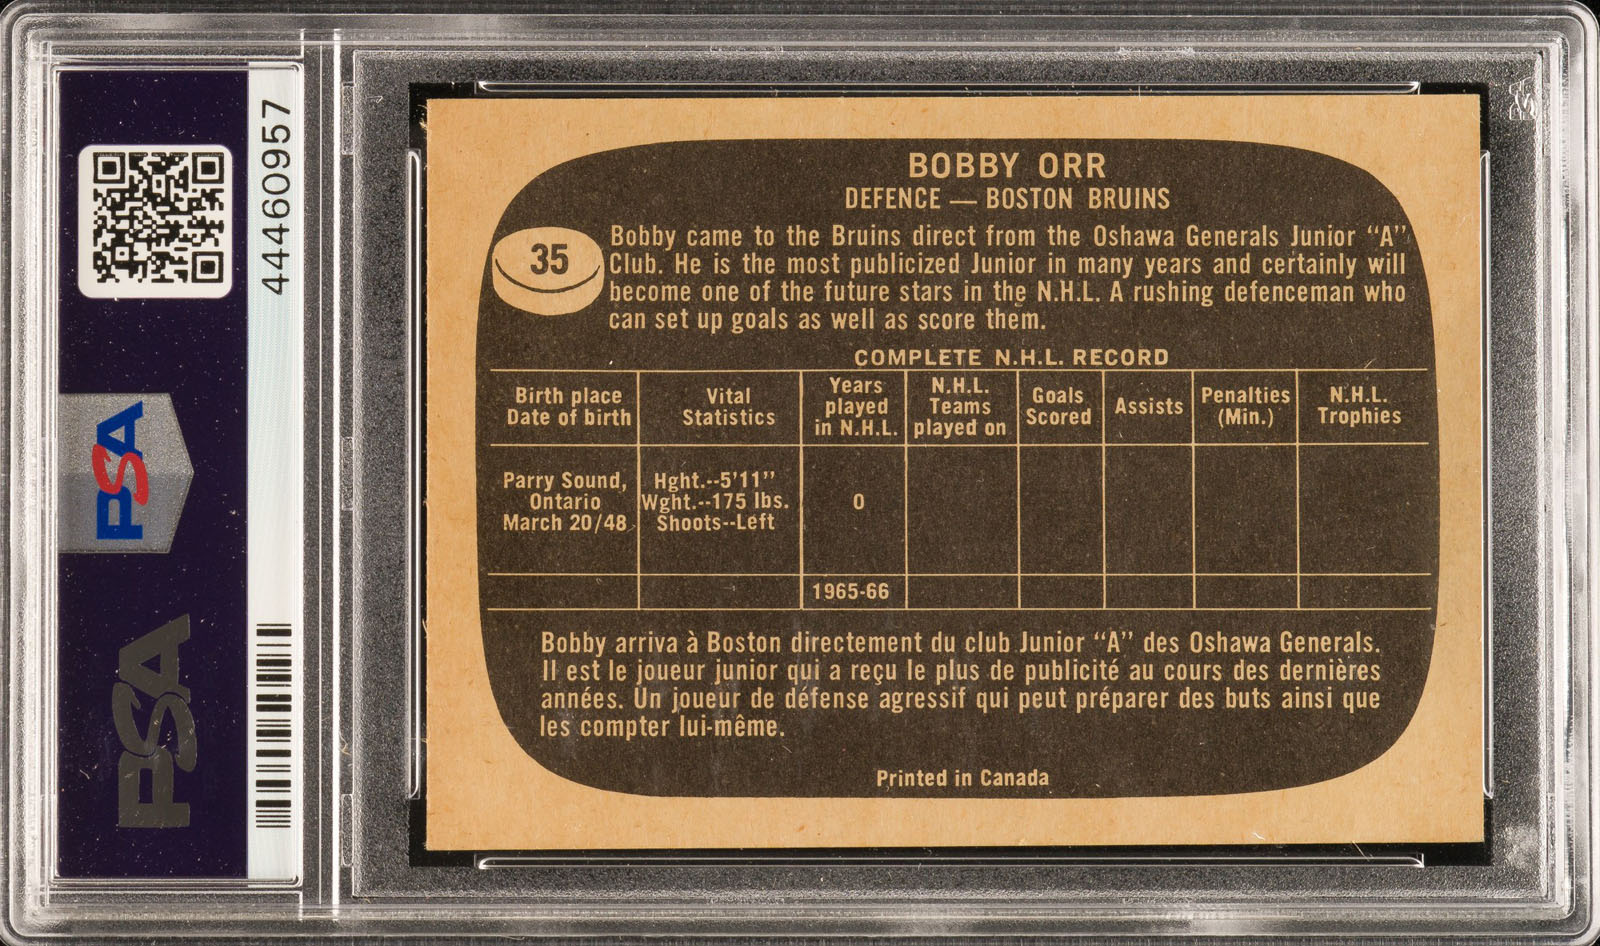 44460957
PSA
PSA
BOBBY ORR
DEFENCE — BOSTON BRUINS
35
Bobby came to the Bruins direct from the Oshawa Generals Junior “A”
Club. He is the most publicized Junior in many years and certainly will
become one of the future stars in the N.H.L. A rushing defenceman who
can set up goals as well as score them.
COMPLETE N.H.L. RECORD
Birth place
Date of birth
Vital
Statistics
Years
played
in N.H.L.
N.H.L.
Teams
played on
Goals
Scored
Assists
Penalties
(Min.)
N.H.L.
Trophies
Parry Sound,
Ontario
March 20/48
Hght.--5'11”
Wght.--175 lbs.
Shoots--Left
0
1965-66
Bobby arriva à Boston directement du club Junior “A” des Oshawa Generals.
Il est le joueur junior qui a reçu le plus de publicité au cours des dernières
années. Un joueur de défense agressif qui peut préparer des buts ainsi que
les compter lui-même.
Printed in Canada